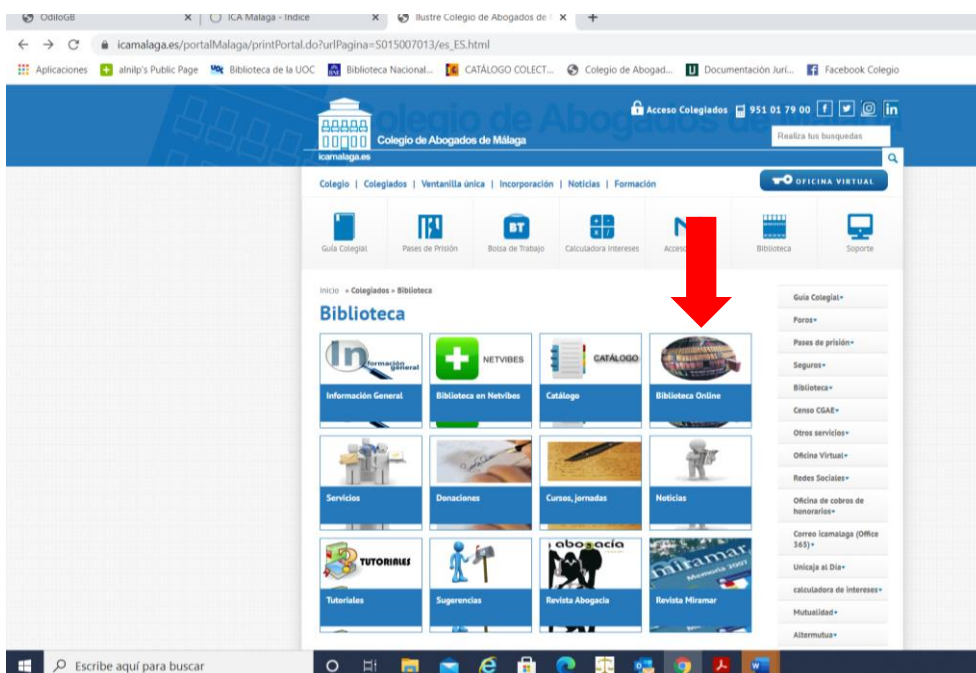 OdiloGB
ICA Malaga - Indice
Ilustre Colegio de Abogados de
icamalaga.es/portalMalaga/printPortal.do?urlPagina=S015007013/es_ES.html
Aplicaciones
alnilp's Public Page
Biblioteca de la UOC
Biblioteca Nacional...
CATÁLOGO COLECT...
Colegio de Abogad...
Documentación Jurí...
Facebook Colegio
Acceso Colegiados
951 01 79 00
Colegio de Abogados de Málaga
icamalaga.es
Realiza tus busquedas
Colegio | Colegiados | Ventanilla única | Incorporación | Noticias | Formación
OFICINA VIRTUAL
BT
Guía Colegial
Pases de Prisión
Bolsa de Trabajo
Calculadora Intereses
Acceso
Biblioteca
Soporte
Inicio » Colegiados » Biblioteca
Biblioteca
Información general
NETVIBES
CATÁLOGO
Información General
Biblioteca en Netvibes
Catálogo
Biblioteca Online
Servicios
Donaciones
Cursos, jornadas
Noticias
TUTORIALES
abogacía
miramar
Memoria 2007
Tutoriales
Sugerencias
Revista Abogacia
Revista Miramar
Guía Colegial
Foros
Pases de prisión
Seguros
Biblioteca
Censo CGAE
Otros servicios
Oficina Virtual
Redes Sociales
Oficina de cobros de
honorarios
Correo icamalaga (Office
365)
Unicaja al Día
calculadora de intereses
Mutualidad
Altermutua
Escribe aquí para buscar